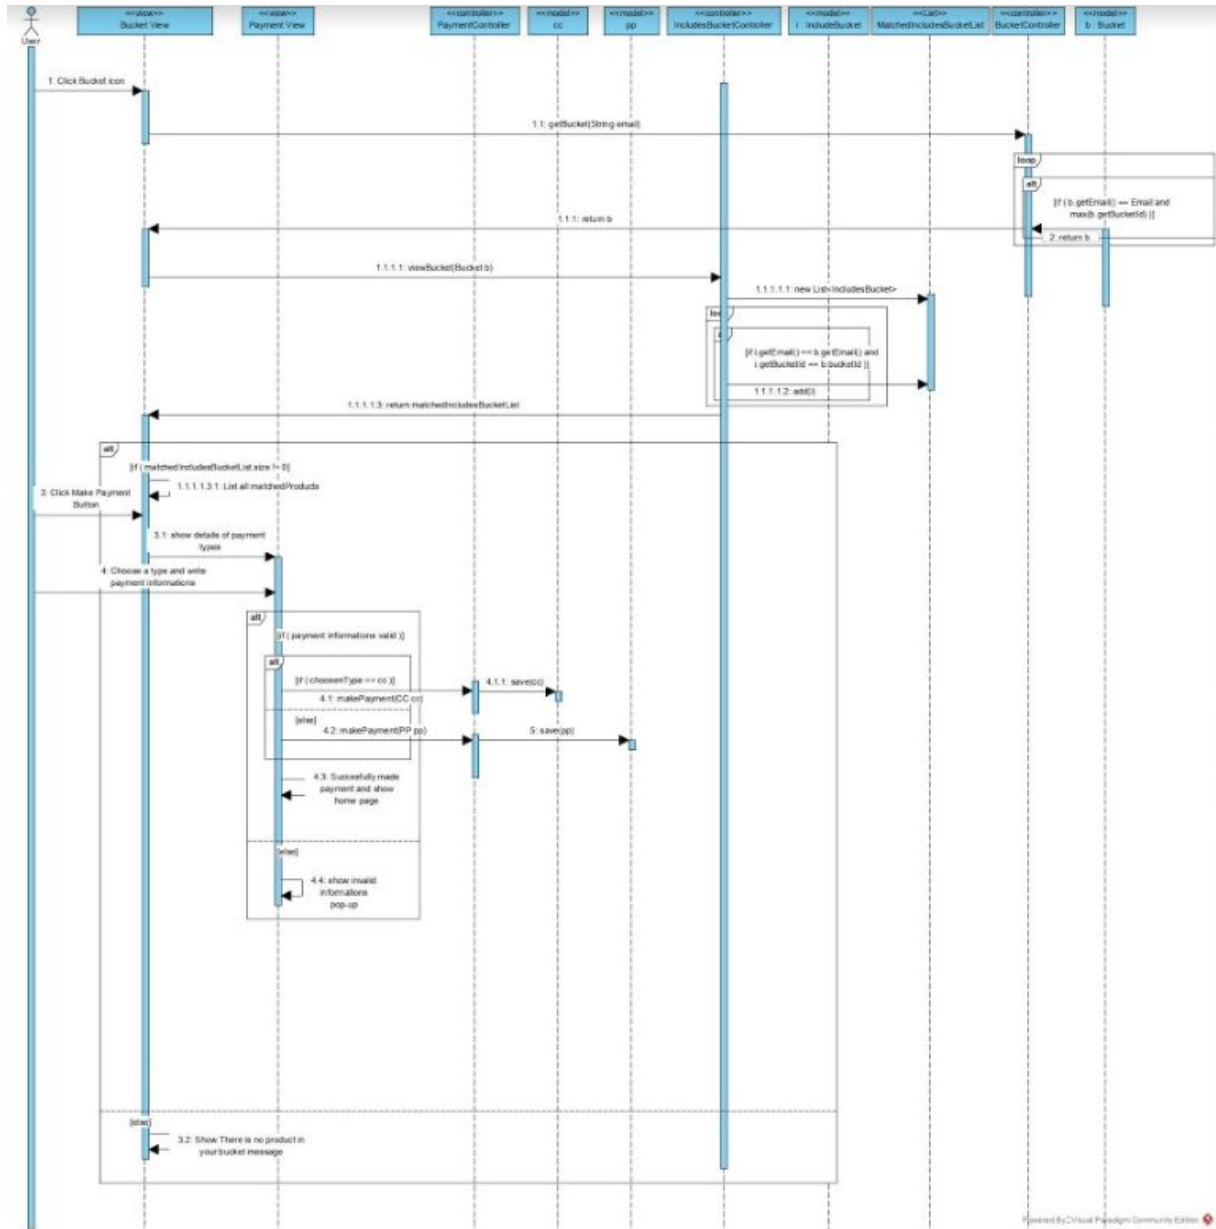 <<view>>
Bucket View
<<view>>
Payment View
<<controller>>
PaymentController
<<model>>
cc
<<model>>
pp
<<controller>>
IncludesBucketController
<<model>>
i : IncludeBucket
<<List>>
MatchedIncludesBucketList
<<controller>>
BucketController
<<model>>
b : Bucket
User
1: Click Bucket icon
1.1: getBucket(String email)
loop
alt
[if ( b.getEmail() == Email and
max(b.getBucketId) )]
1.1.1: return b
2: return b
1.1.1.1: viewBucket(Bucket b)
1.1.1.1.1: new List<IncludesBucket>
[if i.getEmail() == b.getEmail() and
i.getBucketId == b.bucketId )]
1.1.1.1.2: add(i)
1.1.1.1.3: return matchedIncludesBucketList
alt
[if ( matchedIncludesBucketList.size != 0]
1.1.1.1.3.1: List all matchedProducts
3: Click Make Payment
Button
3.1: show details of payment
types
4: Choose a type and write
payment informations
alt
[if ( payment informations valid )]
alt
[if ( choosenType == cc )]
4.1: makePayment(CC cc)
4.1.1: save(cc)
[else]
4.2: makePayment(PP pp)
5: save(pp)
4.3: Succesfully made
payment and show
home page
[else]
4.4: show invalid
informations
pop-up
[else]
3.2: Show There is no product in
your bucket message
Powered By Visual Paradigm Community Edition